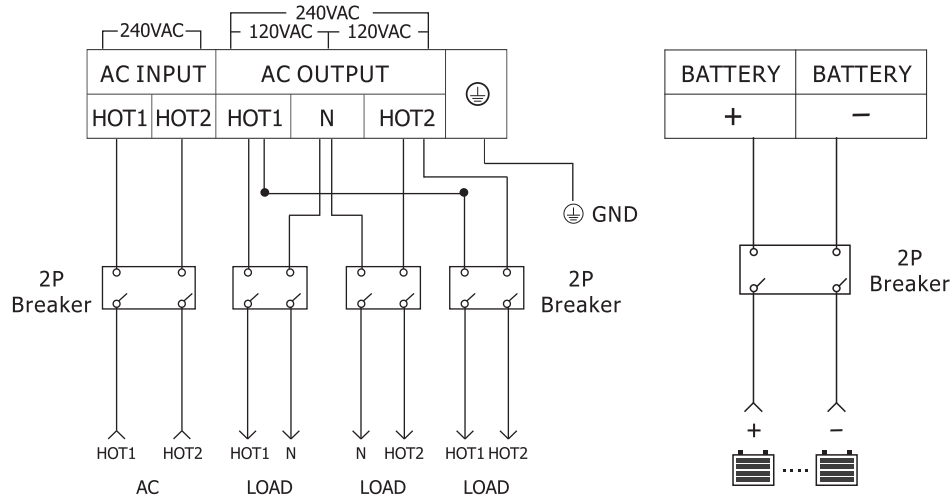 240VAC
240VAC
120VAC 120VAC
AC INPUT AC OUTPUT
HOT1 HOT2 HOT1 N HOT2
BATTERY BATTERY
+ −
GND
2P
Breaker
2P
Breaker
2P
Breaker
HOT1 HOT2 HOT1 N N HOT2 HOT1 HOT2
AC LOAD LOAD LOAD
+ −